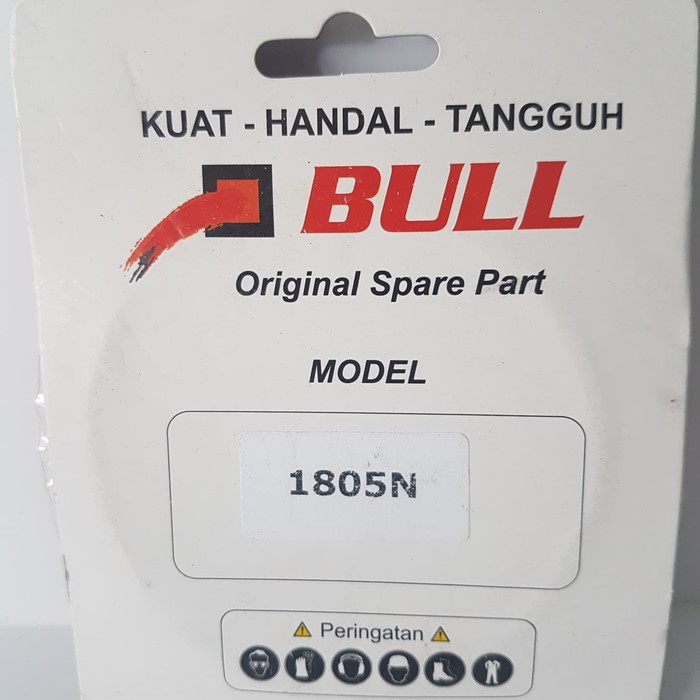 KUAT - HANDAL - TANGGUH
BULL
Original Spare Part
MODEL
1805N
Peringatan